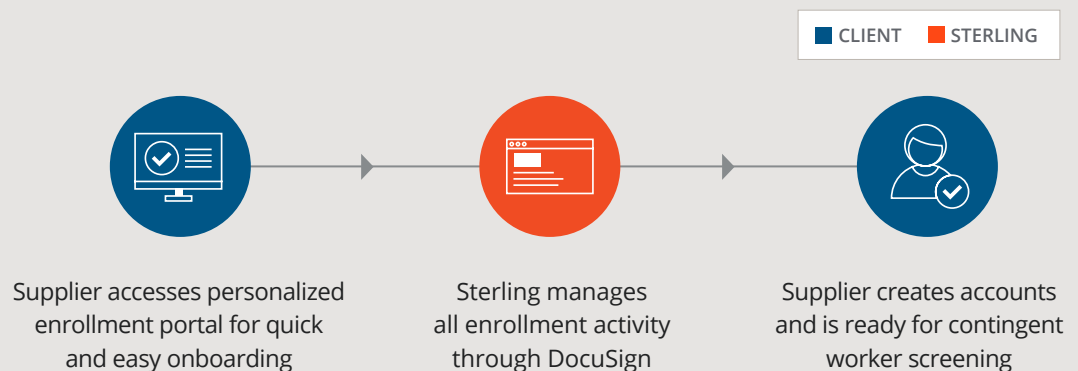 CLIENT
STERLING
Supplier accesses personalized
enrollment portal for quick
and easy onboarding
Sterling manages
all enrollment activity
through DocuSign
Supplier creates accounts
and is ready for contingent
worker screening